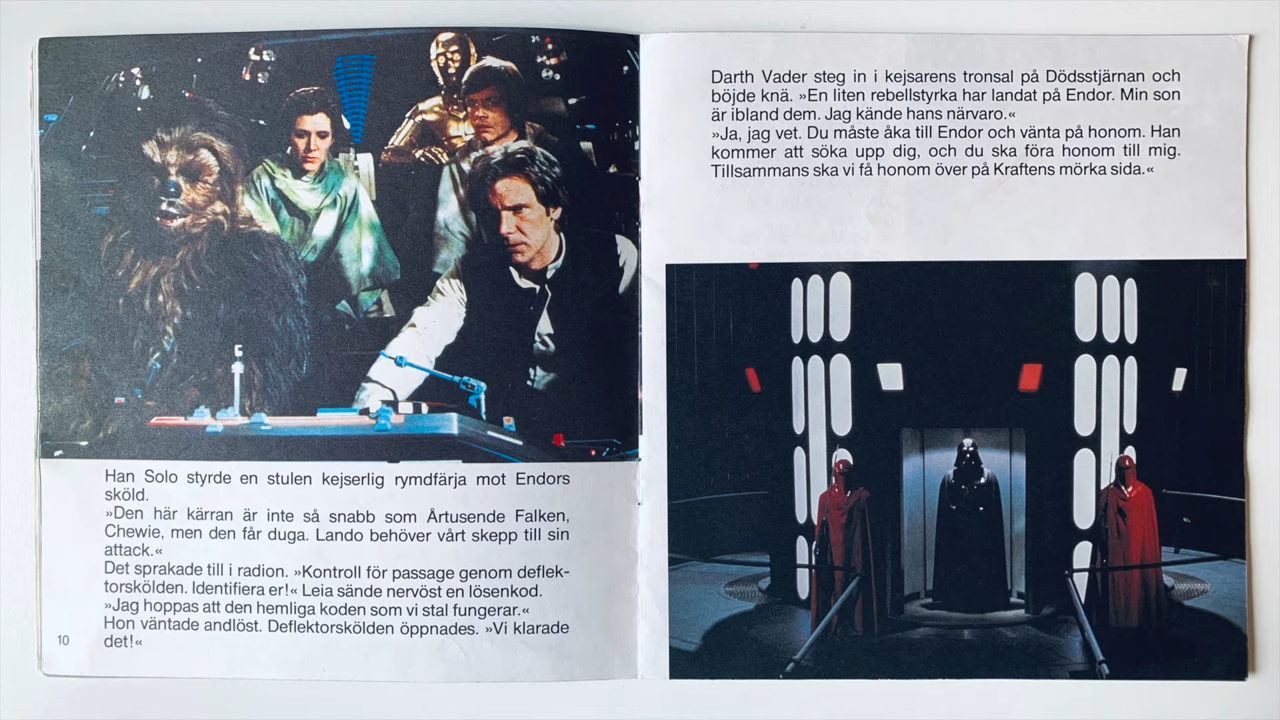 Han Solo styrde en stulen kejserlig rymdfärja mot Endors
sköld.
»Den här kärran är inte så snabb som Årtusende Falken,
Chewie, men den får duga. Lando behöver vårt skepp till sin
attack.«
Det sprakade till i radion. »Kontroll för passage genom deflek-
torskölden. Identifiera er!« Leia sände nervöst en lösenkod.
»Jag hoppas att den hemliga koden som vi stal fungerar.«
Hon väntade andlöst. Deflektorskölden öppnades. »Vi klarade
det!«
10
Darth Vader steg in i kejsarens tronsal på Dödsstjärnan och
böjde knä. »En liten rebellstyrka har landat på Endor. Min son
är ibland dem. Jag kände hans närvaro.«
»Ja, jag vet. Du måste åka till Endor och vänta på honom. Han
kommer att söka upp dig, och du ska föra honom till mig.
Tillsammans ska vi få honom över på Kraftens mörka sida.«